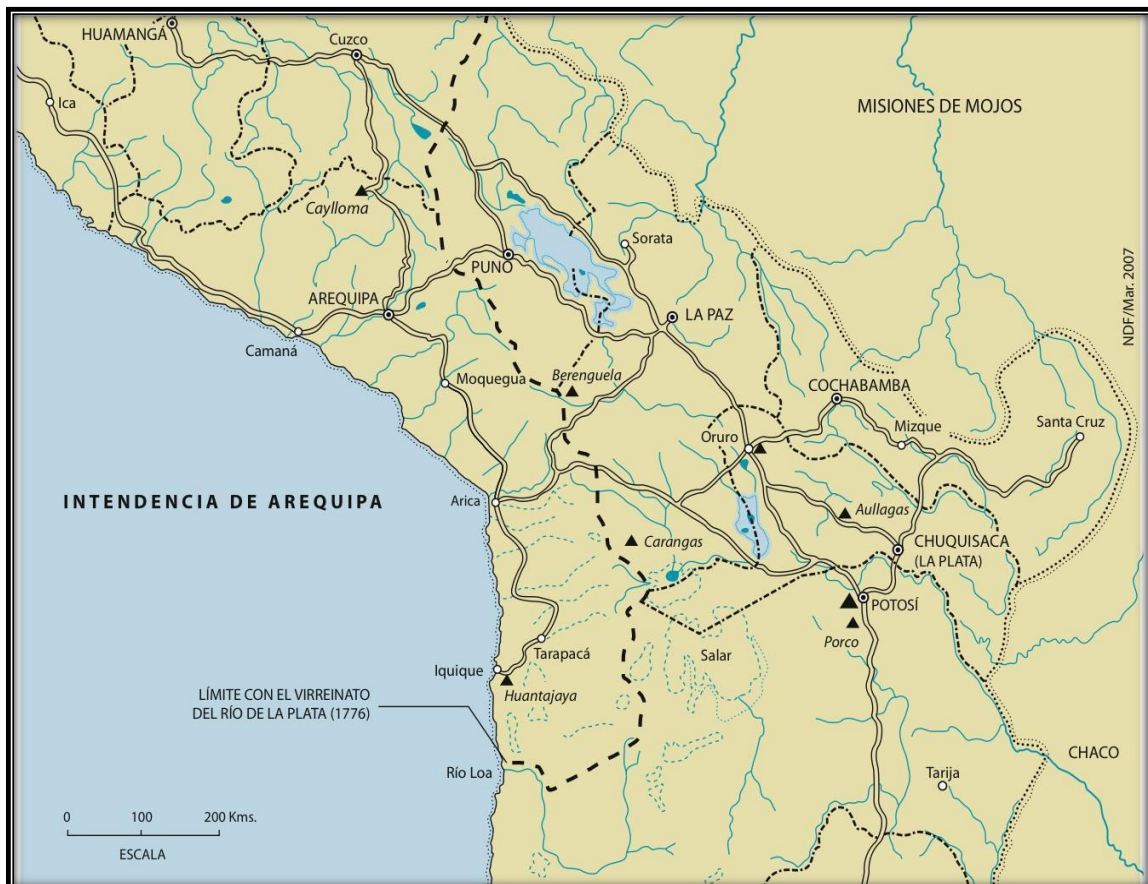 HUAMANGA
Cuzco
Ica
MISIONES DE MOJOS
Caylloma
Sorata
PUNO
AREQUIPA
LA PAZ
NDF/Mar. 2007
Camaná
Moquegua
Berenguela
COCHABAMBA
Mizque
Santa Cruz
Oruro
INTENDENCIA DE AREQUIPA
Arica
Aullagas
Carangas
CHUQUISACA
(LA PLATA)
POTOSÍ
Porco
Tarapacá
Salar
Iquique
Huantajaya
LÍMITE CON EL VIRREINATO
DEL RÍO DE LA PLATA (1776)
CHACO
Río Loa
Tarija
0 100 200 Kms.
ESCALA